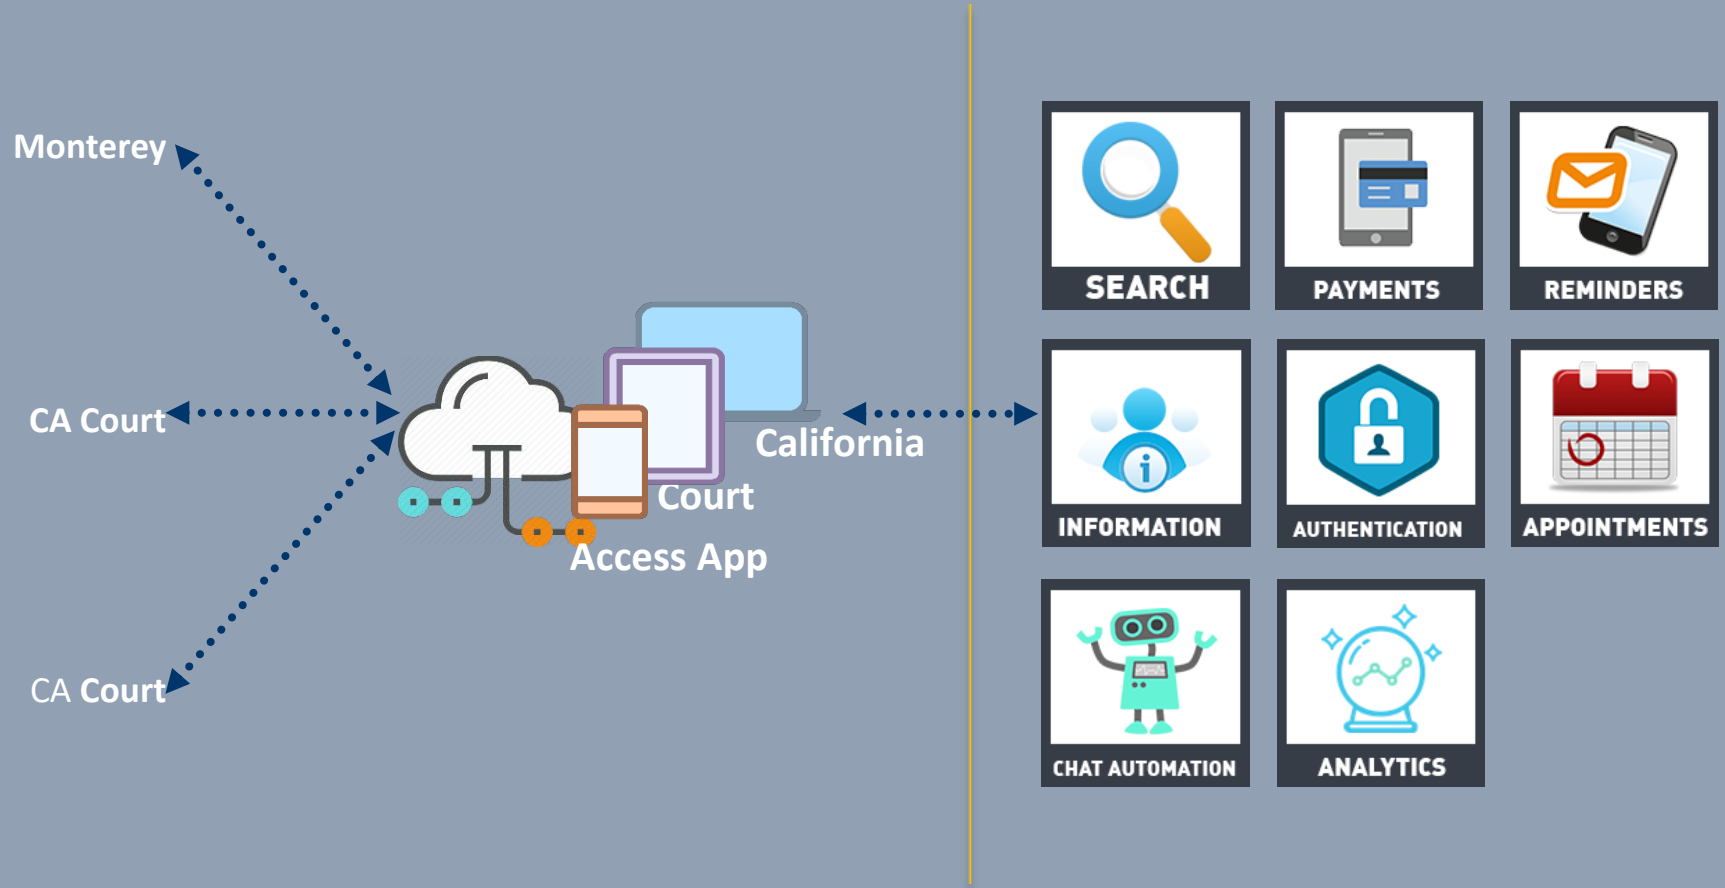 Monterey
CA Court
CA Court
California
Court
Access App
SEARCH
PAYMENTS
REMINDERS
INFORMATION
AUTHENTICATION
APPOINTMENTS
CHAT AUTOMATION
ANALYTICS